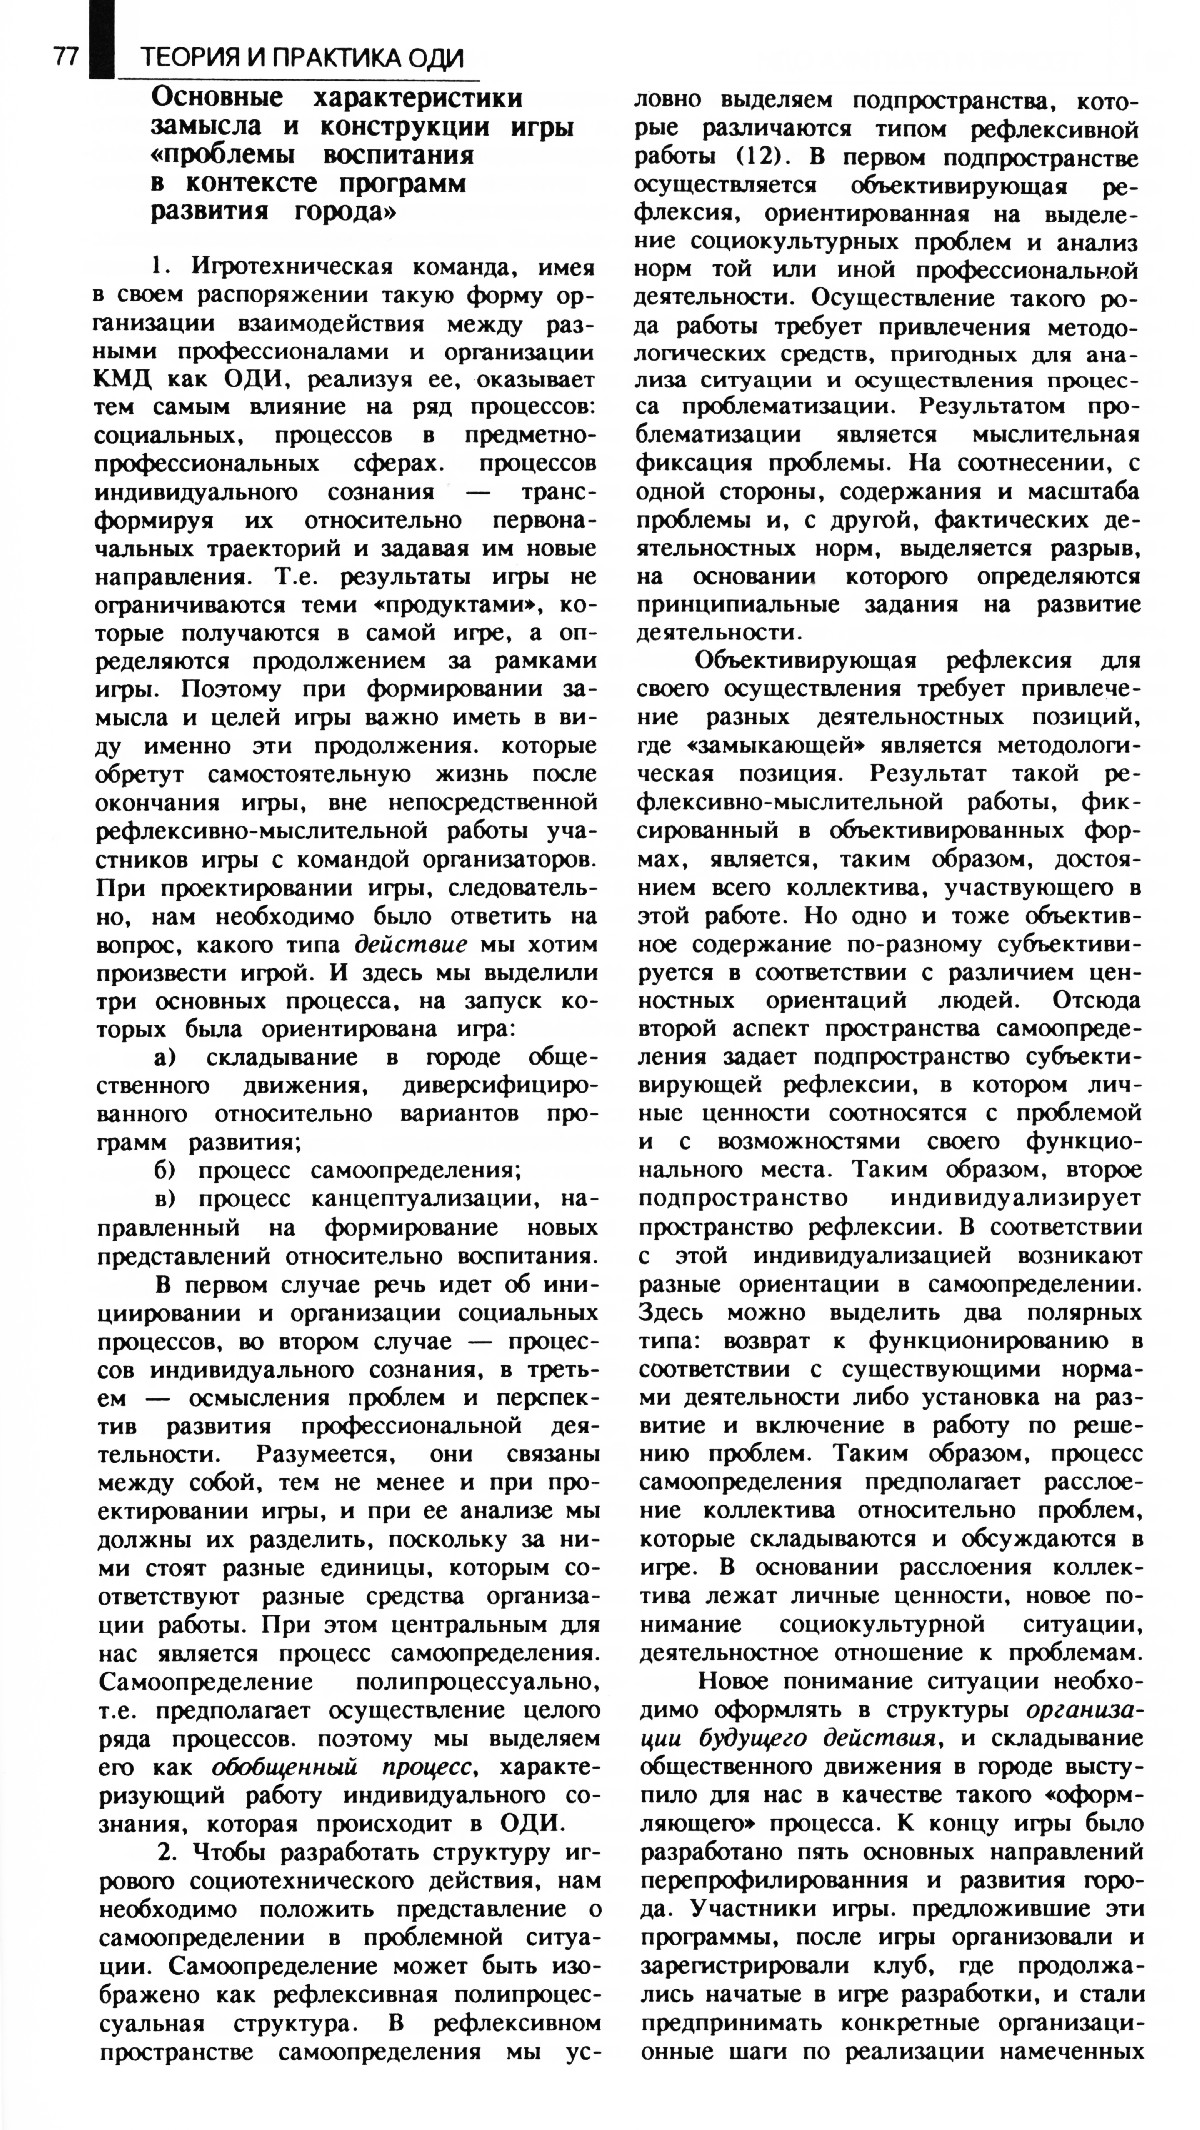 77
ТЕОРИЯ И ПРАКТИКА ОДИ
Основные характеристики
замысла и конструкции игры
«проблемы воспитания
в контексте программ
развития города»
1. Игротехническая команда, имея
в своем распоряжении такую форму ор-
ганизации взаимодействия между раз-
ными профессионалами и организации
КМД как ОДИ, реализуя ее, оказывает
тем самым влияние на ряд процессов:
социальных, процессов в предметно-
профессиональных сферах. процессов
индивидуального сознания — транс-
формируя их относительно первона-
чальных траекторий и задавая им новые
направления. Т.е. результаты игры не
ограничиваются теми «продуктами», ко-
торые получаются в самой игре, а оп-
ределяются продолжением за рамками
игры. Поэтому при формировании за-
мысла и целей игры важно иметь в ви-
ду именно эти продолжения. которые
обретут самостоятельную жизнь после
окончания игры, вне непосредственной
рефлексивно-мыслительной работы уча-
стников игры с командой организаторов.
При проектировании игры, следователь-
но, нам необходимо было ответить на
вопрос, какого типа действие мы хотим
произвести игрой. И здесь мы выделили
три основных процесса, на запуск ко-
торых была ориентирована игра:
а) складывание в городе обще-
ственного движения, диверсифициро-
ванного относительно вариантов про-
грамм развития;
б) процесс самоопределения;
в) процесс канцептуализации, на-
правленный на формирование новых
представлений относительно воспитания.
В первом случае речь идет об ини-
циировании и организации социальных
процессов, во втором случае — процес-
сов индивидуального сознания, в треть-
ем — осмысления проблем и перспек-
тив развития профессиональной дея-
тельности. Разумеется, они связаны
между собой, тем не менее и при про-
ектировании игры, и при ее анализе мы
должны их разделить, поскольку за ни-
ми стоят разные единицы, которым со-
ответствуют разные средства организа-
ции работы. При этом центральным для
нас является процесс самоопределения.
Самоопределение полипроцессуально,
т.е. предполагает осуществление целого
ряда процессов. поэтому мы выделяем
его как обобщенный процесс, характе-
ризующий работу индивидуального со-
знания, которая происходит в ОДИ.
2. Чтобы разработать структуру иг-
рового социотехнического действия, нам
необходимо положить представление о
самоопределении в проблемной ситуа-
ции. Самоопределение может быть изо-
бражено как рефлексивная полипроцес-
суальная структура. В рефлексивном
пространстве самоопределения мы ус-
ловно выделяем подпространства, кото-
рые различаются типом рефлексивной
работы (12). В первом подпространстве
осуществляется объективирующая ре-
флексия, ориентированная на выделе-
ние социокультурных проблем и анализ
норм той или иной профессиональной
деятельности. Осуществление такого ро-
да работы требует привлечения методо-
логических средств, пригодных для ана-
лиза ситуации и осуществления процес-
са проблематизации. Результатом про-
блематизации является мыслительная
фиксация проблемы. На соотнесении, с
одной стороны, содержания и масштаба
проблемы и, с другой, фактических де-
ятельностных норм, выделяется разрыв,
на основании которого определяются
принципиальные задания на развитие
деятельности.
Объективирующая рефлексия для
своего осуществления требует привлече-
ние разных деятельностных позиций,
где «замыкающей» является методологи-
ческая позиция. Результат такой ре-
флексивно-мыслительной работы, фик-
сированный в объективированных фор-
мах, является, таким образом, достоя-
нием всего коллектива, участвующего в
этой работе. Но одно и тоже объектив-
ное содержание по-разному субъективи-
руется в соответствии с различием цен-
ностных ориентаций людей. Отсюда
второй аспект пространства самоопреде-
ления задает подпространство субъекти-
вирующей рефлексии, в котором лич-
ные ценности соотносятся с проблемой
и с возможностями своего функцио-
нального места. Таким образом, второе
подпространство индивидуализирует
пространство рефлексии. В соответствии
с этой индивидуализацией возникают
разные ориентации в самоопределении.
Здесь можно выделить два полярных
типа: возврат к функционированию в
соответствии с существующими норма-
ми деятельности либо установка на раз-
витие и включение в работу по реше-
нию проблем. Таким образом, процесс
самоопределения предполагает расслое-
ние коллектива относительно проблем,
которые складываются и обсуждаются в
игре. В основании расслоения коллек-
тива лежат личные ценности, новое по-
нимание социокультурной ситуации,
деятельностное отношение к проблемам.
Новое понимание ситуации необхо-
димо оформлять в структуры организа-
ции будущего действия, и складывание
общественного движения в городе высту-
пило для нас в качестве такого «оформ-
ляющего» процесса. К концу игры было
разработано пять основных направлений
перепрофилированния и развития горо-
да. Участники игры. предложившие эти
программы, после игры организовали и
зарегистрировали клуб, где продолжа-
лись начатые в игре разработки, и стали
предпринимать конкретные организаци-
онные шаги по реализации намеченных